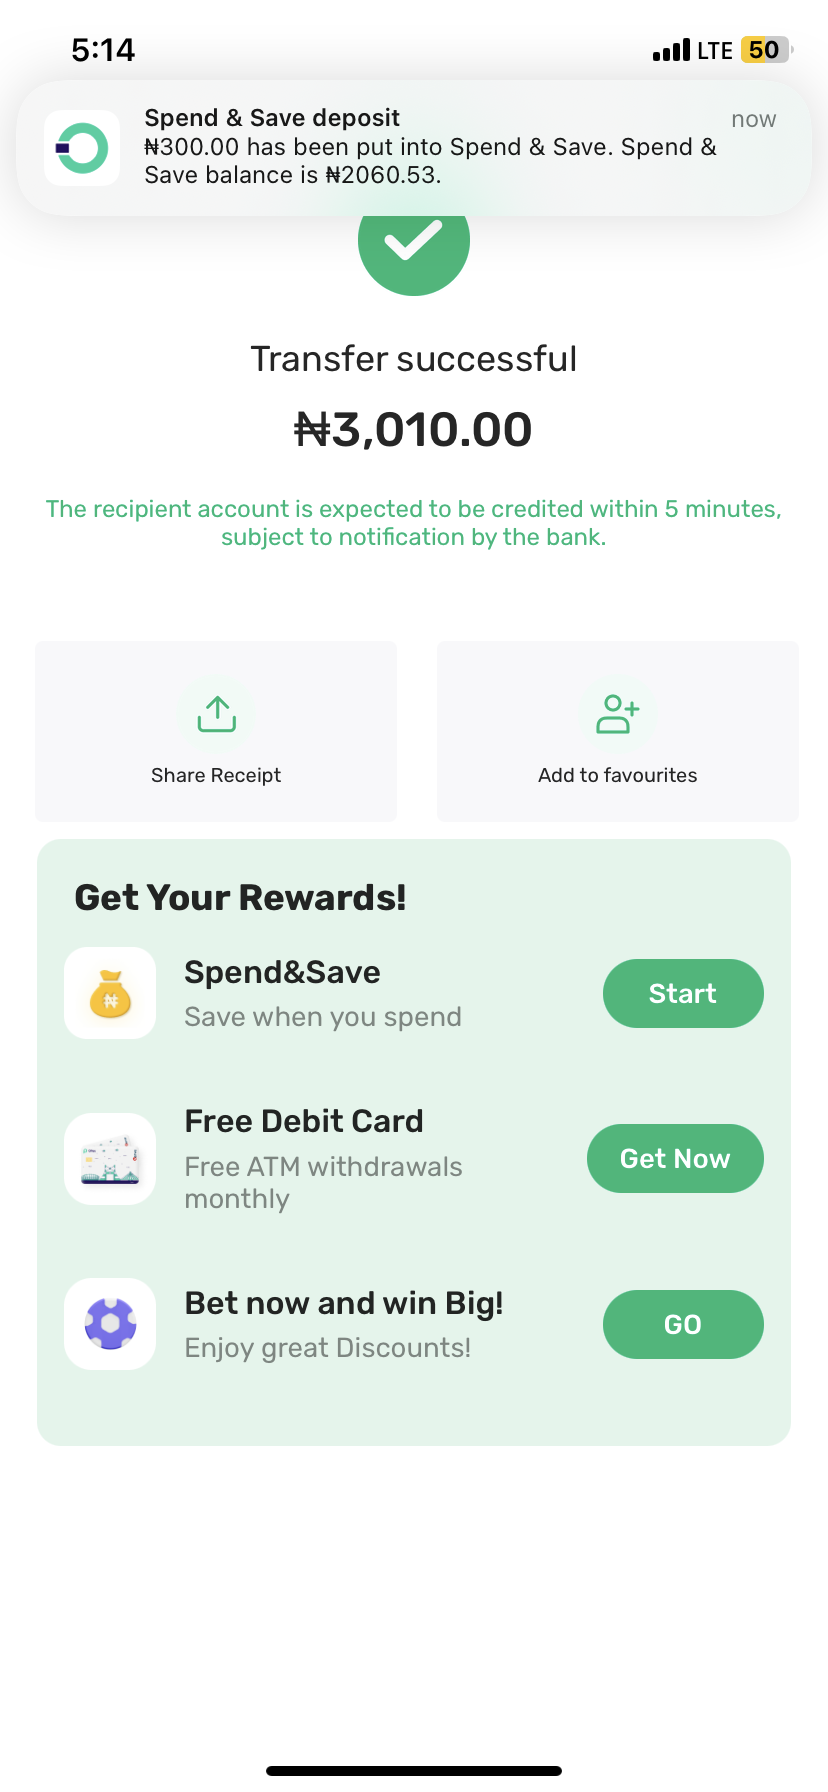 5:14
LTE 50
Spend & Save deposit
now
₦300.00 has been put into Spend & Save. Spend &
Save balance is ₦2060.53.
Transfer successful
₦3,010.00
The recipient account is expected to be credited within 5 minutes,
subject to notification by the bank.
Share Receipt
Add to favourites
Get Your Rewards!
Spend&Save
Save when you spend
Start
Free Debit Card
Free ATM withdrawals
monthly
Get Now
Bet now and win Big!
Enjoy great Discounts!
GO